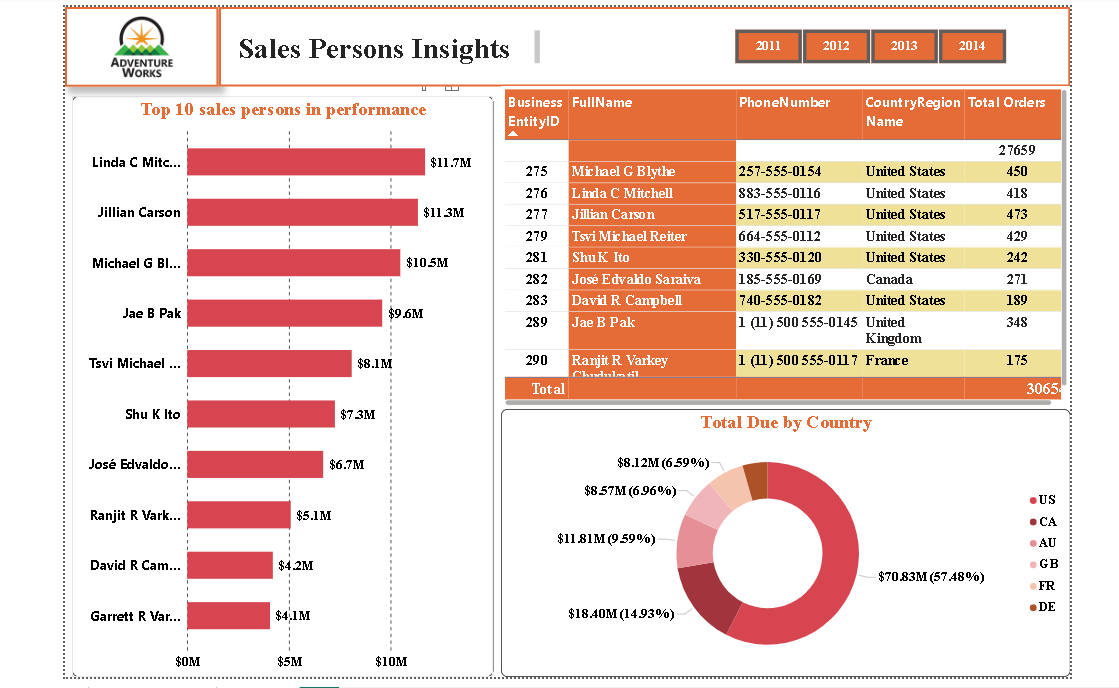 ADVENTURE
WORKS
Sales Persons Insights
2011 2012 2013 2014
Top 10 sales persons in performance
Linda C Mitc... $11.7M
Jillian Carson $11.3M
Michael G Bl... $10.5M
Jae B Pak $9.6M
Tsvi Michael ... $8.1M
Shu K Ito $7.3M
José Edvaldo... $6.7M
Ranjit R Vark... $5.1M
David R Cam... $4.2M
Garrett R Var... $4.1M
$0M $5M $10M
Business FullName PhoneNumber CountryRegion Total Orders
EntityID Name
27659
275 Michael G Blythe 257-555-0154 United States 450
276 Linda C Mitchell 883-555-0116 United States 418
277 Jillian Carson 517-555-0117 United States 473
279 Tsvi Michael Reiter 664-555-0112 United States 429
281 Shu K Ito 330-555-0120 United States 242
282 José Edvaldo Saraiva 185-555-0169 Canada 271
283 David R Campbell 740-555-0182 United States 189
289 Jae B Pak 1 (11) 500 555-0145 United 348
Kingdom
290 Ranjit R Varkey 1 (11) 500 555-0117 France 175
Total 30654
Total Due by Country
$8.12M (6.59%)
$8.57M (6.96%)
$11.81M (9.59%)
$18.40M (14.93%)
$70.83M (57.48%)
US
CA
AU
GB
FR
DE